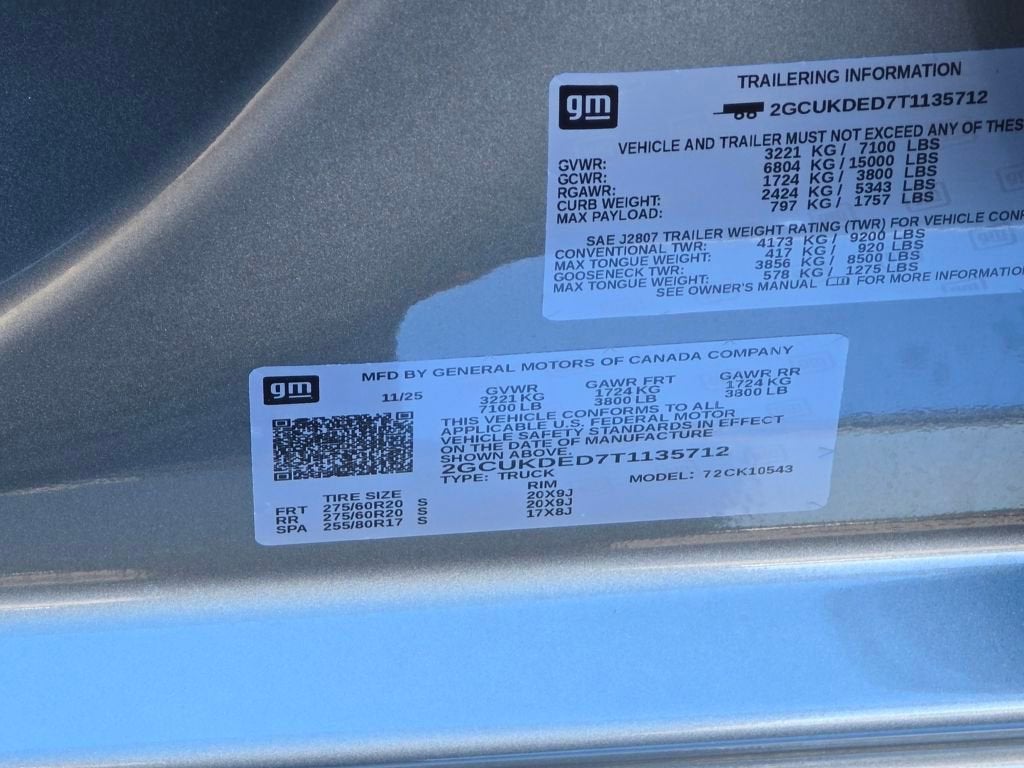 gm
TRAILERING INFORMATION
2GCUKDED7T1135712
VEHICLE AND TRAILER MUST NOT EXCEED ANY OF THES
GVWR: 3221 KG / 7100 LBS
GCWR: 6804 KG / 15000 LBS
RGAWR: 1724 KG / 3800 LBS
CURB WEIGHT: 2424 KG / 5343 LBS
MAX PAYLOAD: 797 KG / 1757 LBS
SAE J2807 TRAILER WEIGHT RATING (TWR) FOR VEHICLE CONF
CONVENTIONAL TWR: 4173 KG / 9200 LBS
MAX TONGUE WEIGHT: 417 KG / 920 LBS
GOOSENECK TWR: 3856 KG / 8500 LBS
MAX TONGUE WEIGHT: 578 KG / 1275 LBS
SEE OWNER'S MANUAL FOR MORE INFORMATIO
gm
MFD BY GENERAL MOTORS OF CANADA COMPANY
11/25 GVWR GAWR FRT GAWR RR
3221 KG 1724 KG 1724 KG
7100 LB 3800 LB 3800 LB
THIS VEHICLE CONFORMS TO ALL
APPLICABLE U.S. FEDERAL MOTOR
VEHICLE SAFETY STANDARDS IN EFFECT
ON THE DATE OF MANUFACTURE
SHOWN ABOVE.
2GCUKDED7T1135712
TYPE: TRUCK MODEL: 72CK10543
TIRE SIZE RIM
FRT 275/60R20 S 20X9J
RR 275/60R20 S 20X9J
SPA 255/80R17 S 17X8J